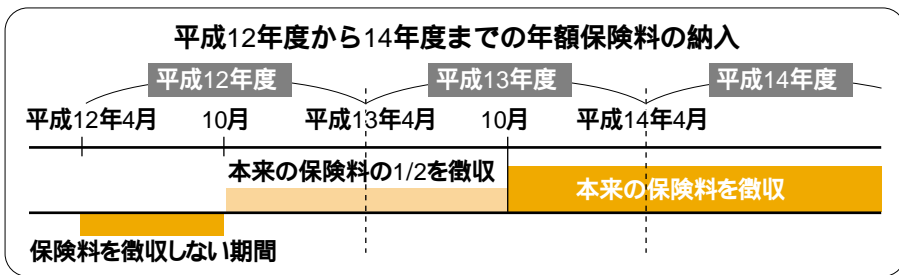 平成12年度から14年度までの年額保険料の納入
平成12年度 平成13年度 平成14年度
平成12年4月 10月 平成13年4月 10月 平成14年4月
本来の保険料の1/2を徴収
本来の保険料を徴収
保険料を徴収しない期間